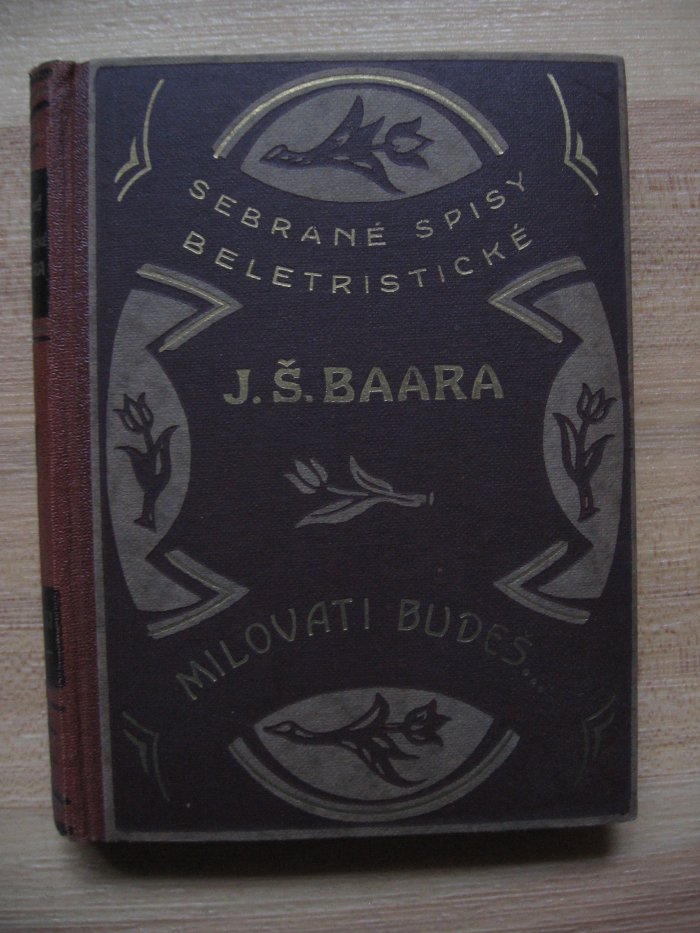 SEBRANÉ SPISY
BELETRISTICKÉ
J.Š.BAARA
MILOVATI BUDEŠ...